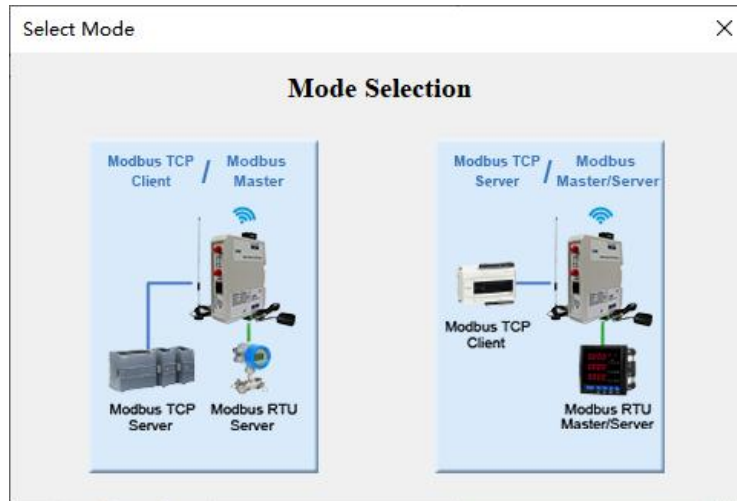 Select Mode
Mode Selection
Modbus TCP
Client
/
Modbus
Master
Modbus TCP
Server
Modbus RTU
Server
Modbus TCP
Server
/
Modbus
Master/Server
Modbus TCP
Client
Modbus RTU
Master/Server